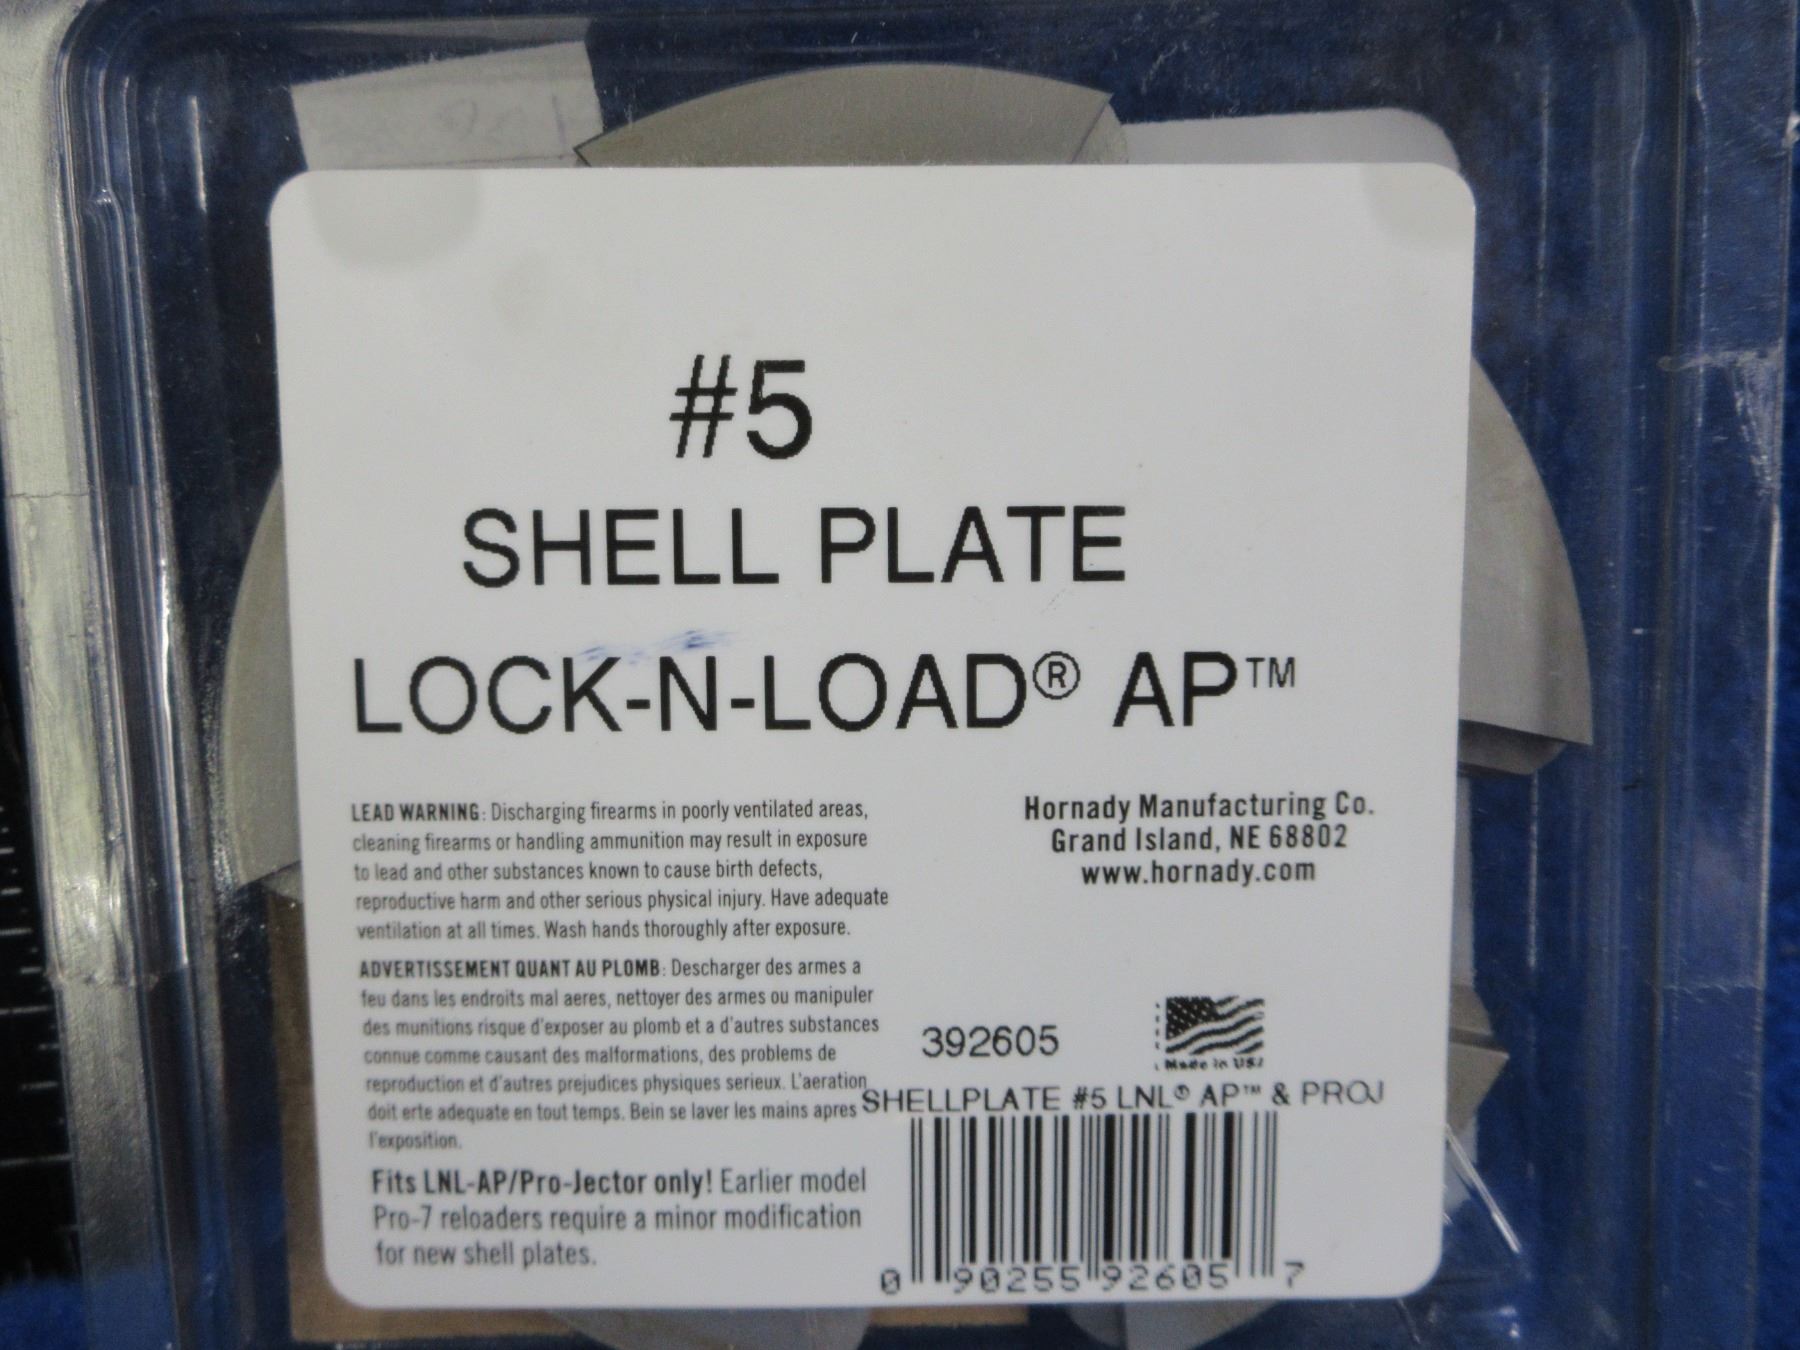 #5
SHELL PLATE
LOCK-N-LOAD® AP™
LEAD WARNING: Discharging firearms in poorly ventilated areas,
cleaning firearms or handling ammunition may result in exposure
to lead and other substances known to cause birth defects,
reproductive harm and other serious physical injury. Have adequate
ventilation at all times. Wash hands thoroughly after exposure.
ADVERTISSEMENT QUANT AU PLOMB: Descharger des armes a
feu dans les endroits mal aeres, nettoyer des armes ou manipuler
des munitions risque d'exposer au plomb et a d'autres substances
connue comme causant des malformations, des problems de
reproduction et d'autres prejudices physiques serieux. L'aeration
doit erte adequate en tout temps. Bein se laver les mains apres
l'exposition.
Fits LNL-AP/Pro-Jector only! Earlier model
Pro-7 reloaders require a minor modification
for new shell plates.
Hornady Manufacturing Co.
Grand Island, NE 68802
www.hornady.com
392605
Made in USA
SHELLPLATE #5 LNL® AP™ & PROJ
0 90255 92605 7